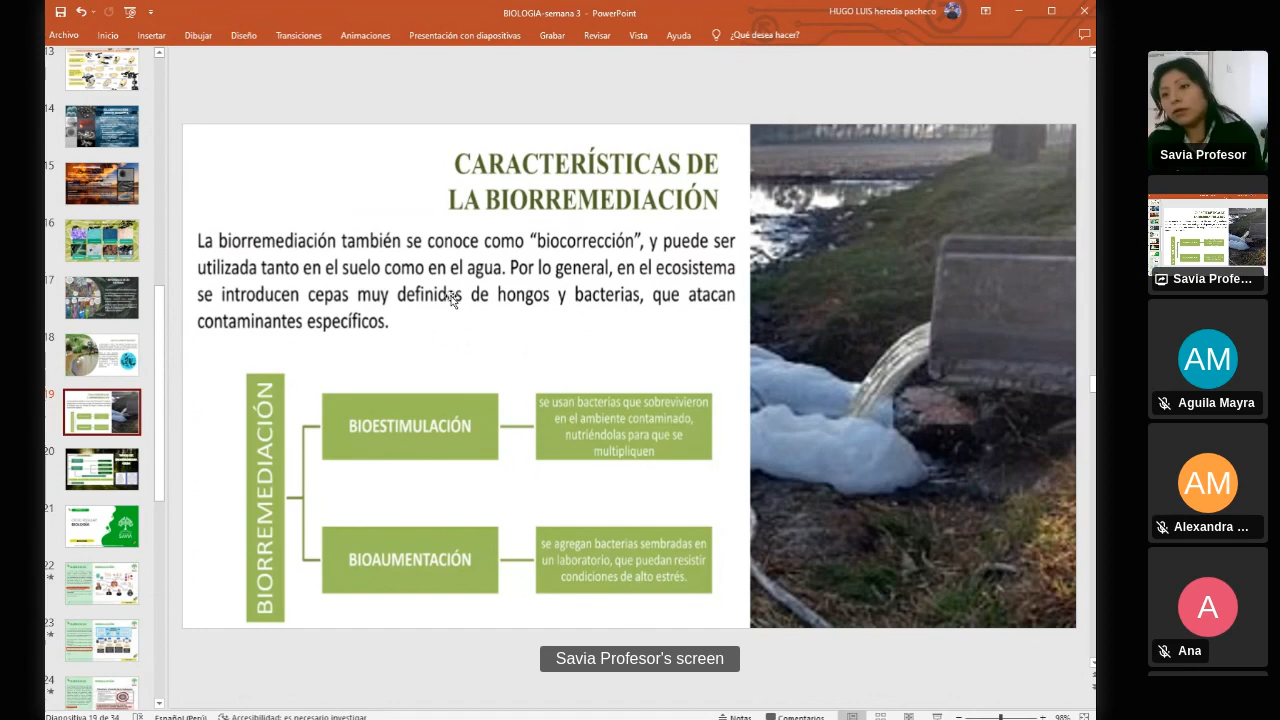 BIOLOGIA-semana 3 - PowerPoint
HUGO LUIS heredia pacheco
Archivo Inicio Insertar Dibujar Diseño Transiciones Animaciones Presentación con diapositivas Grabar Revisar Vista Ayuda ¿Qué desea hacer?
13
14
15
16
17
18
19
20
21
22
23
24
CARACTERÍSTICAS DE
LA BIORREMEDIACIÓN
La biorremediación también se conoce como “biocorrección”, y puede ser
utilizada tanto en el suelo como en el agua. Por lo general, en el ecosistema
se introducen cepas muy definidas de hongos y bacterias, que atacan
contaminantes específicos.
BIORREMEDIACIÓN
BIOESTIMULACIÓN
se usan bacterias que sobrevivieron
en el ambiente contaminado,
nutriéndolas para que se
multipliquen
BIOAUMENTACIÓN
se agregan bacterias sembradas en
un laboratorio, que puedan resistir
condiciones de alto estrés.
Savia Profesor's screen
Diapositiva 19 de 34 Español (Perú) Accesibilidad: es necesario investigar Notas Comentarios 98%
Savia Profesor
Savia Profe...
AM
Aguila Mayra
AM
Alexandra ...
A
Ana